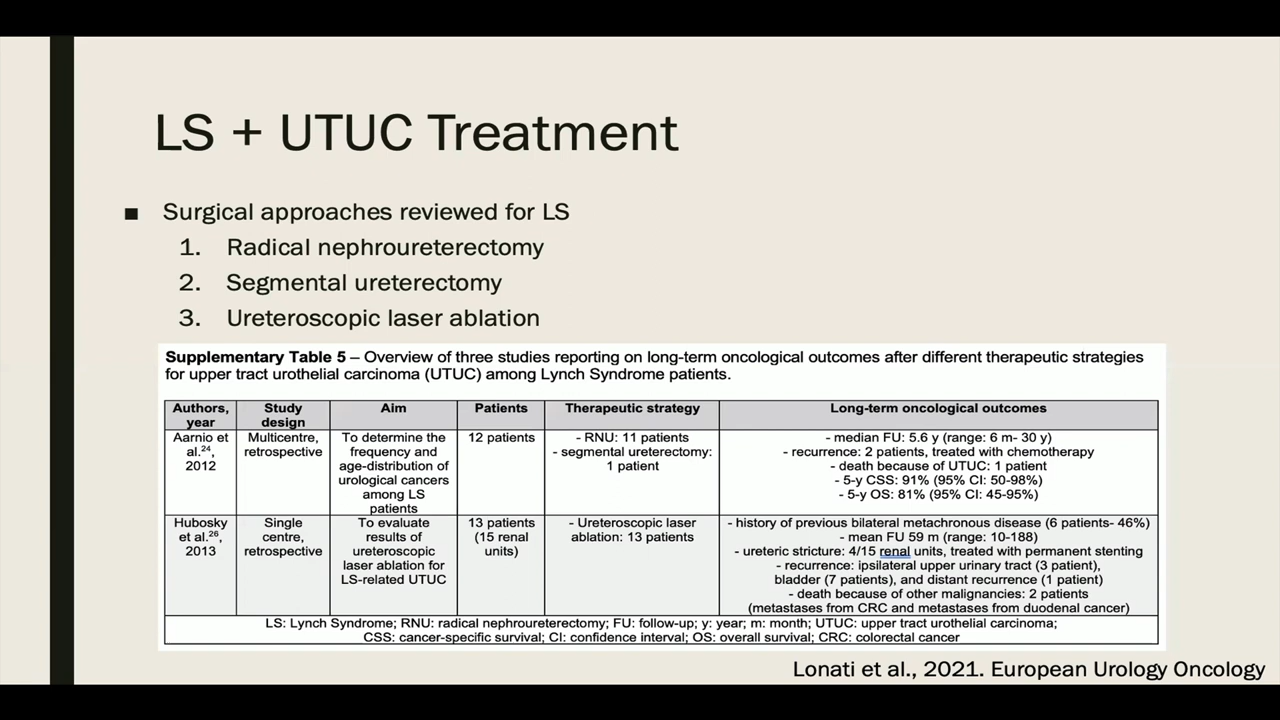 LS + UTUC Treatment
■ Surgical approaches reviewed for LS
1. Radical nephroureterectomy
2. Segmental ureterectomy
3. Ureteroscopic laser ablation
Supplementary Table 5 – Overview of three studies reporting on long-term oncological outcomes after different therapeutic strategies
for upper tract urothelial carcinoma (UTUC) among Lynch Syndrome patients.
Authors, year
Study design
Aim
Patients
Therapeutic strategy
Long-term oncological outcomes
Aarnio et
al.24,
2012
Multicentre,
retrospective
To determine the
frequency and
age-distribution of
urological cancers
among LS
patients
12 patients
- RNU: 11 patients
- segmental ureterectomy:
1 patient
- median FU: 5.6 y (range: 6 m- 30 y)
- recurrence: 2 patients, treated with chemotherapy
- death because of UTUC: 1 patient
- 5-y CSS: 91% (95% CI: 50-98%)
- 5-y OS: 81% (95% CI: 45-95%)
Hubosky
et al.26,
2013
Single
centre,
retrospective
To evaluate
results of
ureteroscopic
laser ablation for
LS-related UTUC
13 patients
(15 renal
units)
- Ureteroscopic laser
ablation: 13 patients
- history of previous bilateral metachronous disease (6 patients- 46%)
- mean FU 59 m (range: 10-188)
- ureteric stricture: 4/15 renal units, treated with permanent stenting
- recurrence: ipsilateral upper urinary tract (3 patient),
bladder (7 patients), and distant recurrence (1 patient)
- death because of other malignancies: 2 patients
(metastases from CRC and metastases from duodenal cancer)
LS: Lynch Syndrome; RNU: radical nephroureterectomy; FU: follow-up; y: year; m: month; UTUC: upper tract urothelial carcinoma;
CSS: cancer-specific survival; CI: confidence interval; OS: overall survival; CRC: colorectal cancer
Lonati et al., 2021. European Urology Oncology